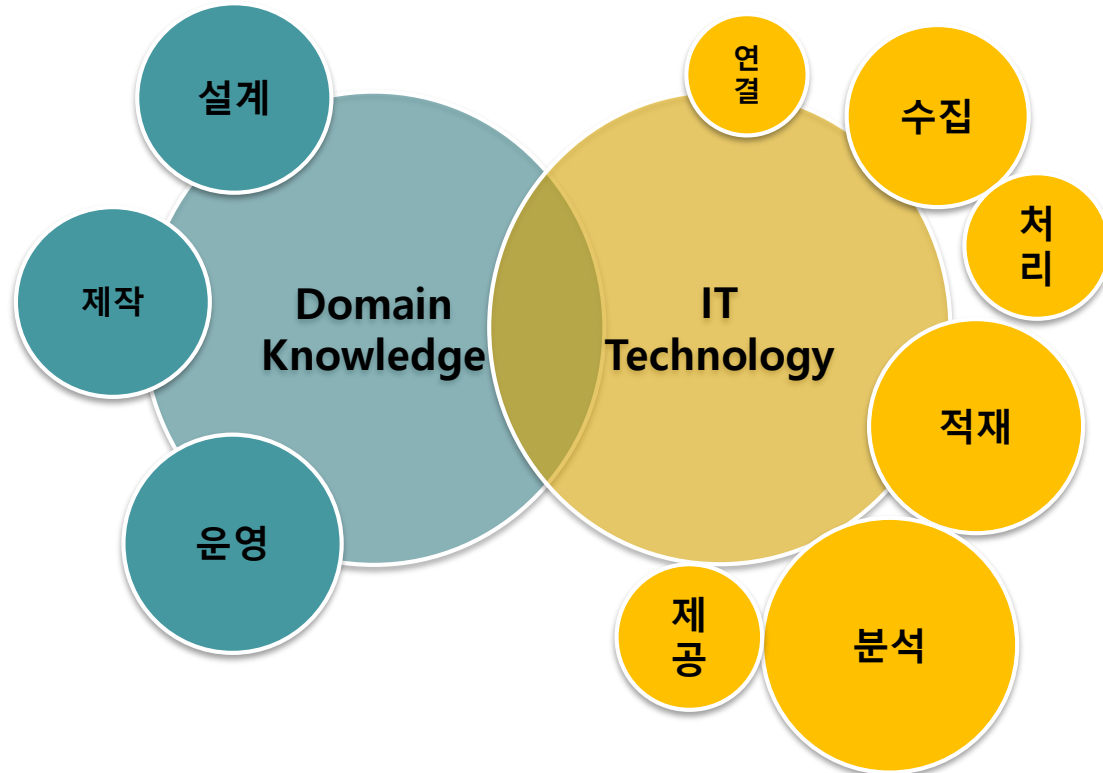 설계
제작
운영
Domain
Knowledge
IT
Technology
연
결
수집
처
리
적재
분석
제
공